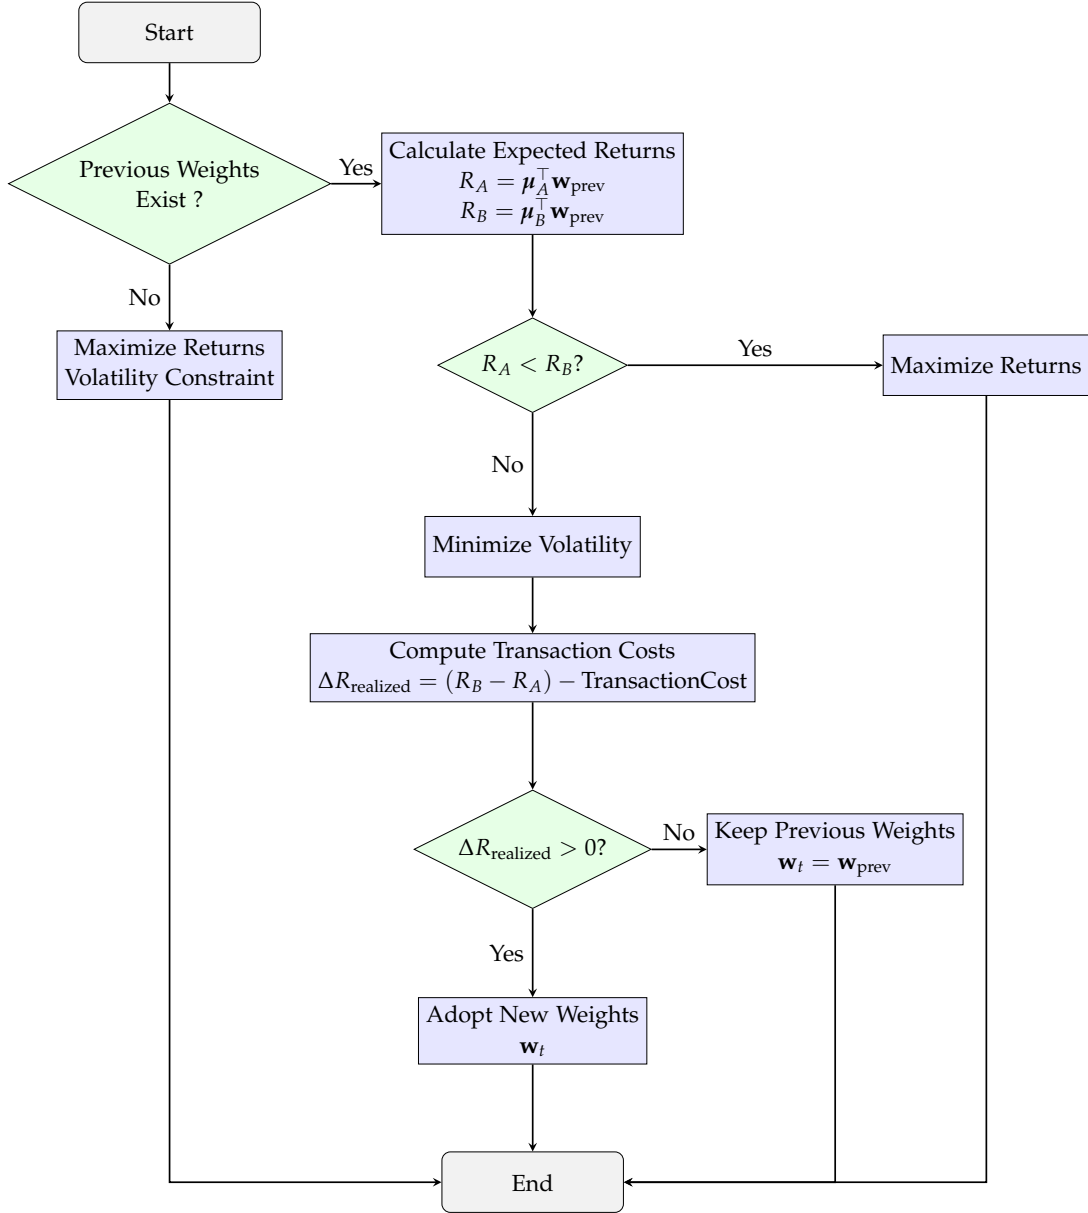 Start
Previous Weights
Exist ?
Yes
Calculate Expected Returns
R_A = μ_A^⊤ w_prev
R_B = μ_B^⊤ w_prev
No
Maximize Returns
Volatility Constraint
R_A < R_B?
Yes
Maximize Returns
No
Minimize Volatility
Compute Transaction Costs
ΔR_realized = (R_B − R_A) − TransactionCost
ΔR_realized > 0?
No
Keep Previous Weights
w_t = w_prev
Yes
Adopt New Weights
w_t
End